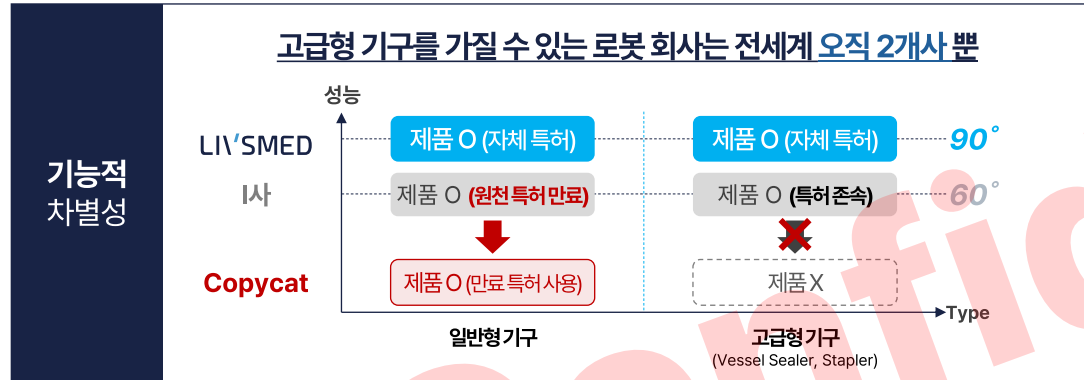 고급형 기구를 가질 수 있는 로봇 회사는 전세계 오직 2개사 뿐
기능적
차별성
성능
LIVSMED
제품 O (자체 특허)
제품 O (자체 특허)
90°
I사
제품 O (원천 특허 만료)
제품 O (특허 존속)
60°
Copycat
제품 O (만료 특허 사용)
제품 X
Type
일반형 기구
고급형 기구
(Vessel Sealer, Stapler)